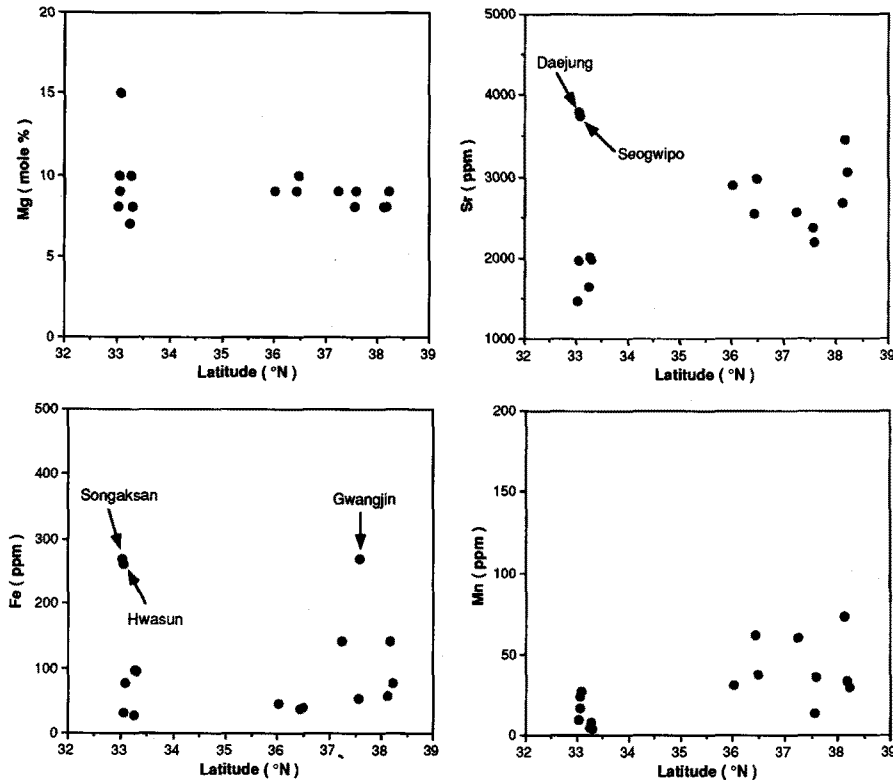 20
15
10
5
0
Mg ( mole % )
32 33 34 35 36 37 38 39
Latitude ( °N )
5000
4000
3000
2000
1000
Sr ( ppm )
Daejung
Seogwipo
32 33 34 35 36 37 38 39
Latitude ( °N )
500
400
300
200
100
0
Fe ( ppm )
Songaksan
Hwasun
Gwangjin
32 33 34 35 36 37 38 39
Latitude ( °N )
200
150
100
50
0
Mn ( ppm )
32 33 34 35 36 37 38 39
Latitude ( °N )